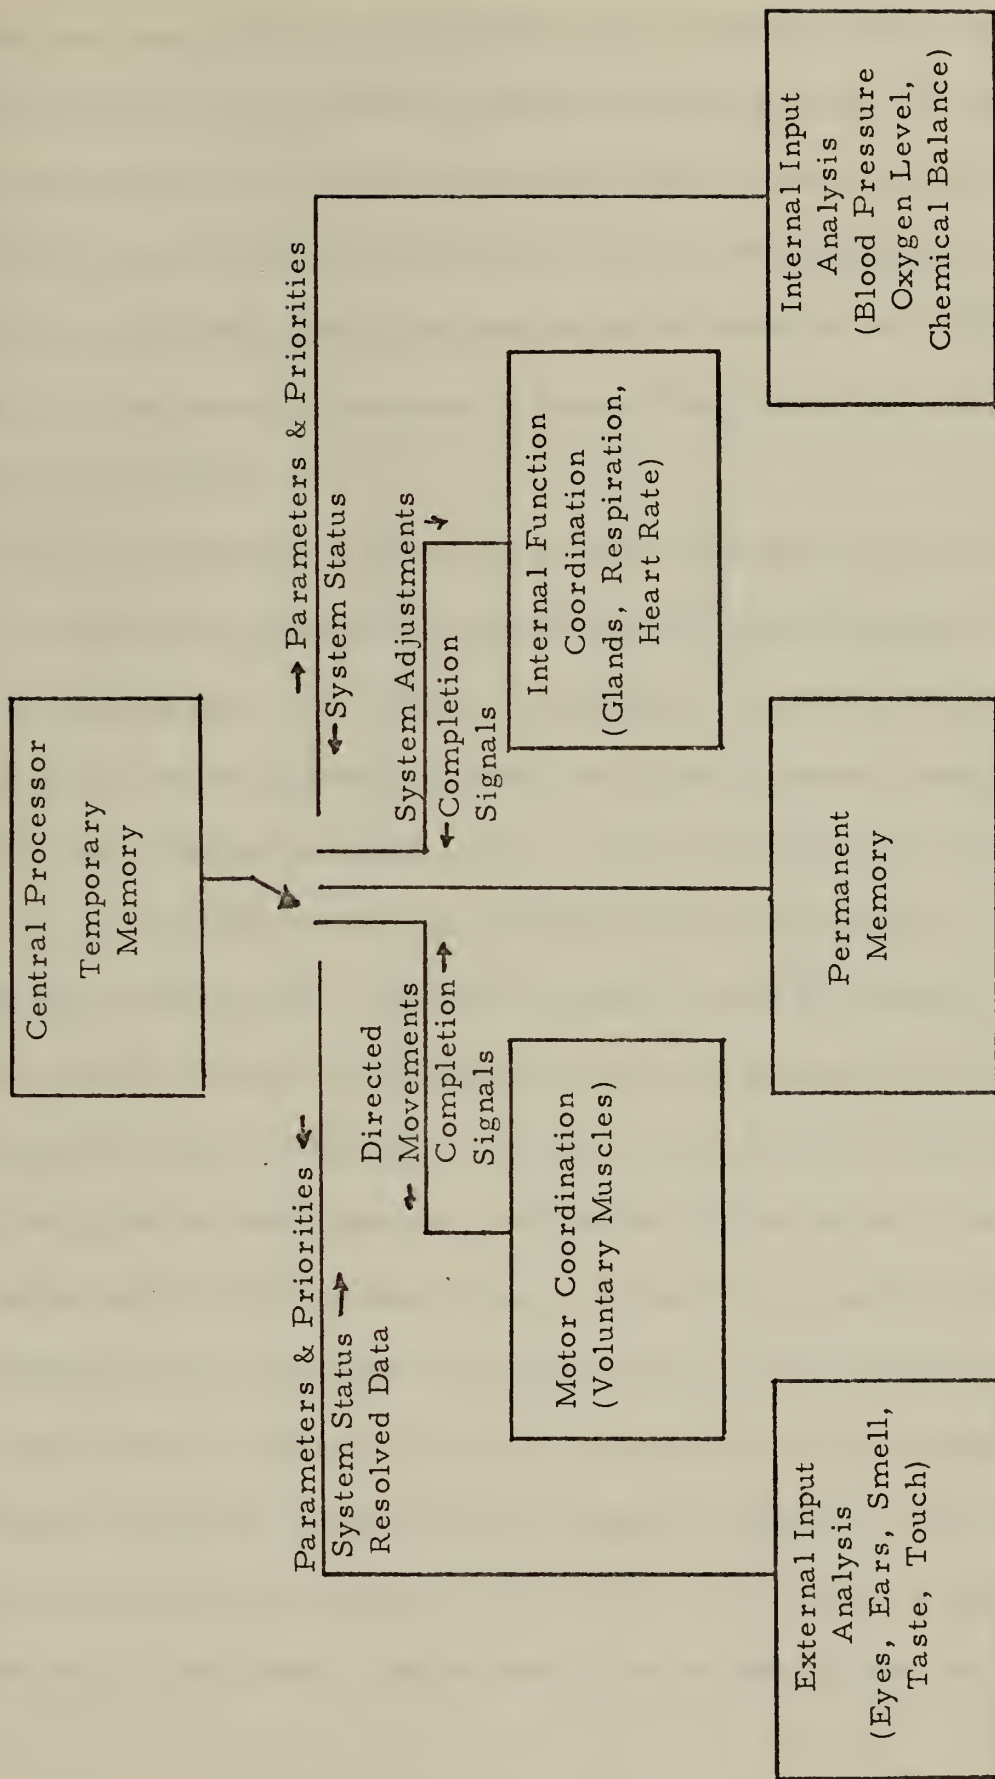 Central Processor
Temporary
Memory
Parameters & Priorities ←
System Status →
Resolved Data
Directed
← Movements
Completion →
Signals
→ Parameters & Priorities
← System Status
System Adjustments →
← Completion
Signals
Motor Coordination
(Voluntary Muscles)
Internal Function
Coordination
(Glands, Respiration,
Heart Rate)
External Input
Analysis
(Eyes, Ears, Smell,
Taste, Touch)
Permanent
Memory
Internal Input
Analysis
(Blood Pressure
Oxygen Level,
Chemical Balance)